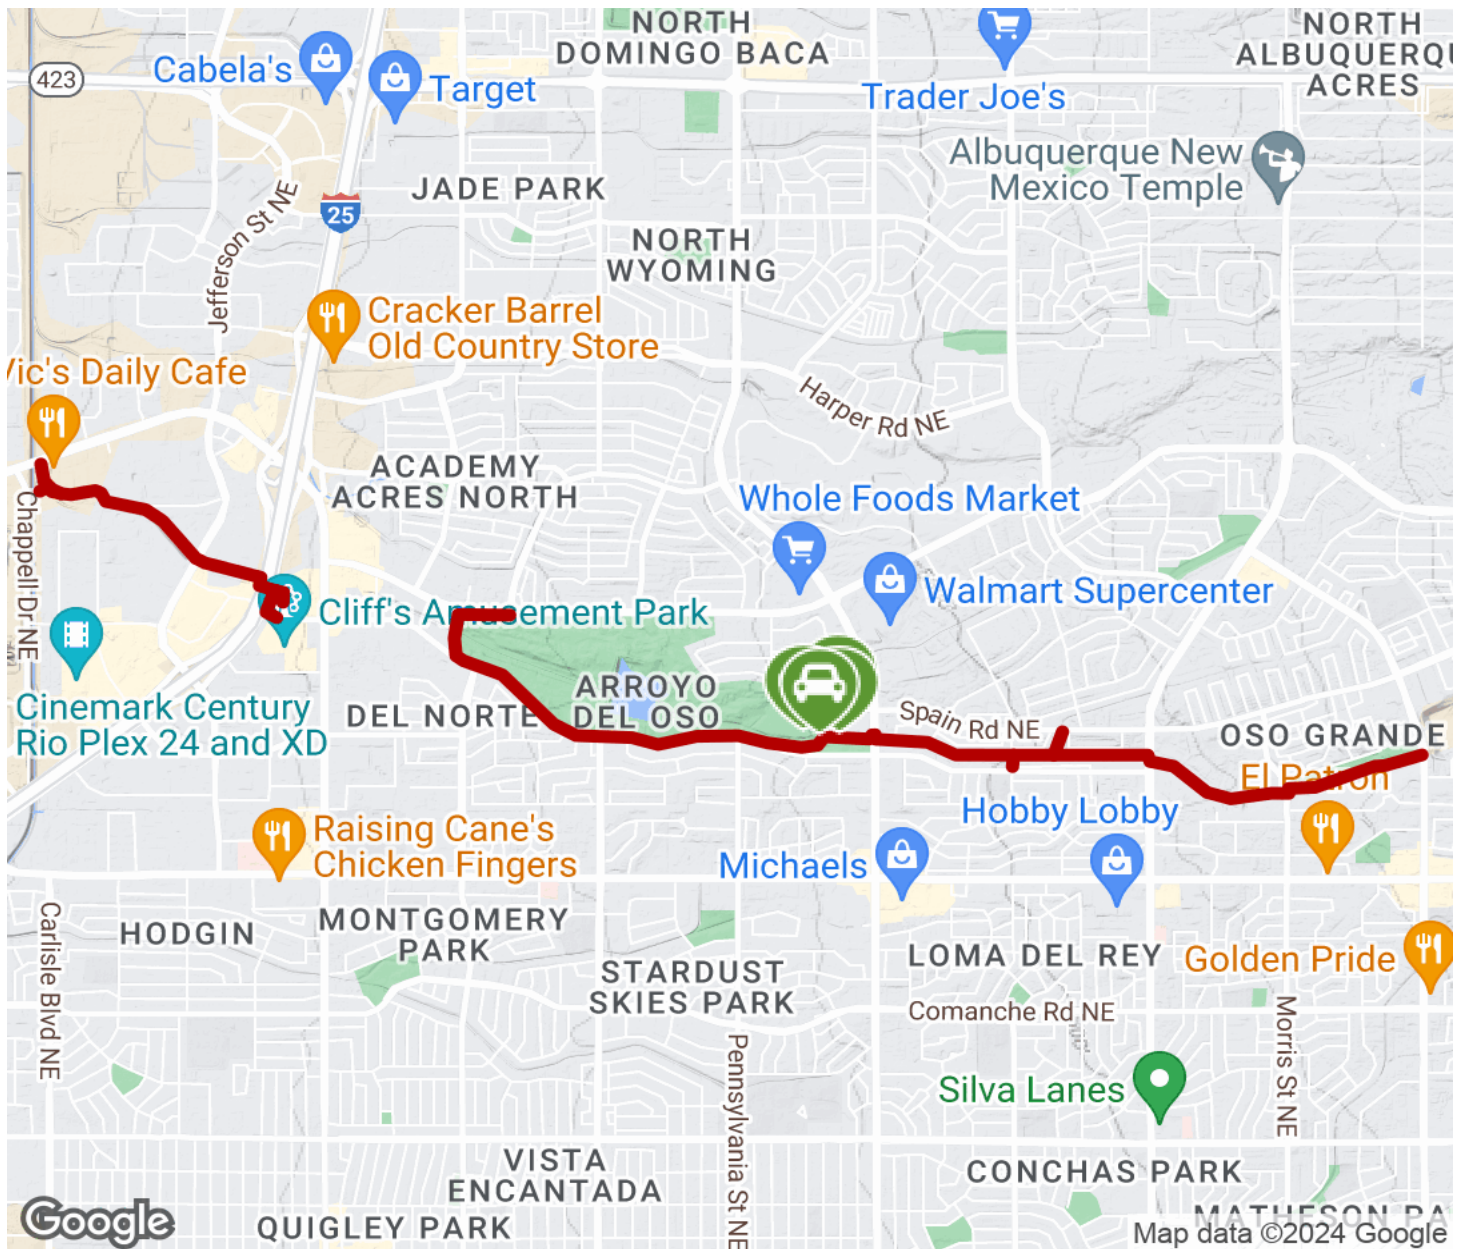 NORTH
DOMINGO BACA
NORTH
ALBUQUERQU
ACRES
Cabela's
423
Target
Trader Joe's
Albuquerque New
Mexico Temple
JADE PARK
25
Jefferson St NE
NORTH
WYOMING
Cracker Barrel
Old Country Store
Vic's Daily Cafe
Harper Rd NE
ACADEMY
ACRES NORTH
Whole Foods Market
Chappell Dr NE
Walmart Supercenter
Cliff's Amusement Park
ARROYO
DEL OSO
Cinemark Century
Rio Plex 24 and XD
DEL NORTE
Spain Rd NE
OSO GRANDE
El Patron
Hobby Lobby
Raising Cane's
Chicken Fingers
Michaels
Carlisle Blvd NE
HODGIN
MONTGOMERY
PARK
LOMA DEL REY
Golden Pride
STARDUST
SKIES PARK
Comanche Rd NE
Morris St NE
Pennsylvania St NE
Silva Lanes
VISTA
ENCANTADA
CONCHAS PARK
MATHESON PA
Google
QUIGLEY PARK
Map data ©2024 Google